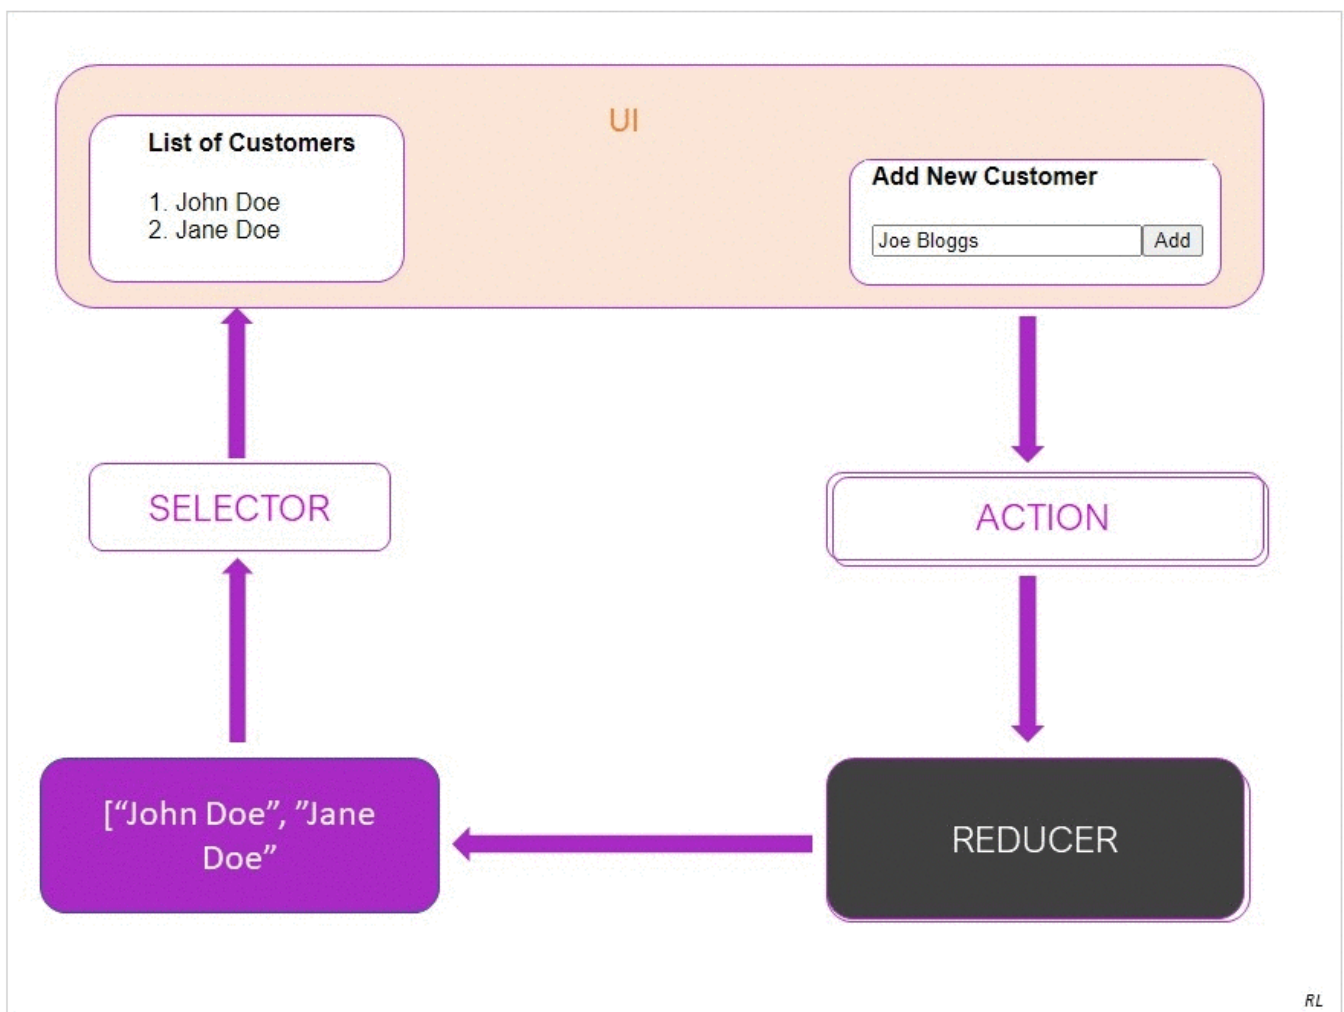 UI
List of Customers
1. John Doe
2. Jane Doe
Add New Customer
Joe Bloggs
Add
SELECTOR
ACTION
[“John Doe”, ”Jane
Doe”
REDUCER
RL